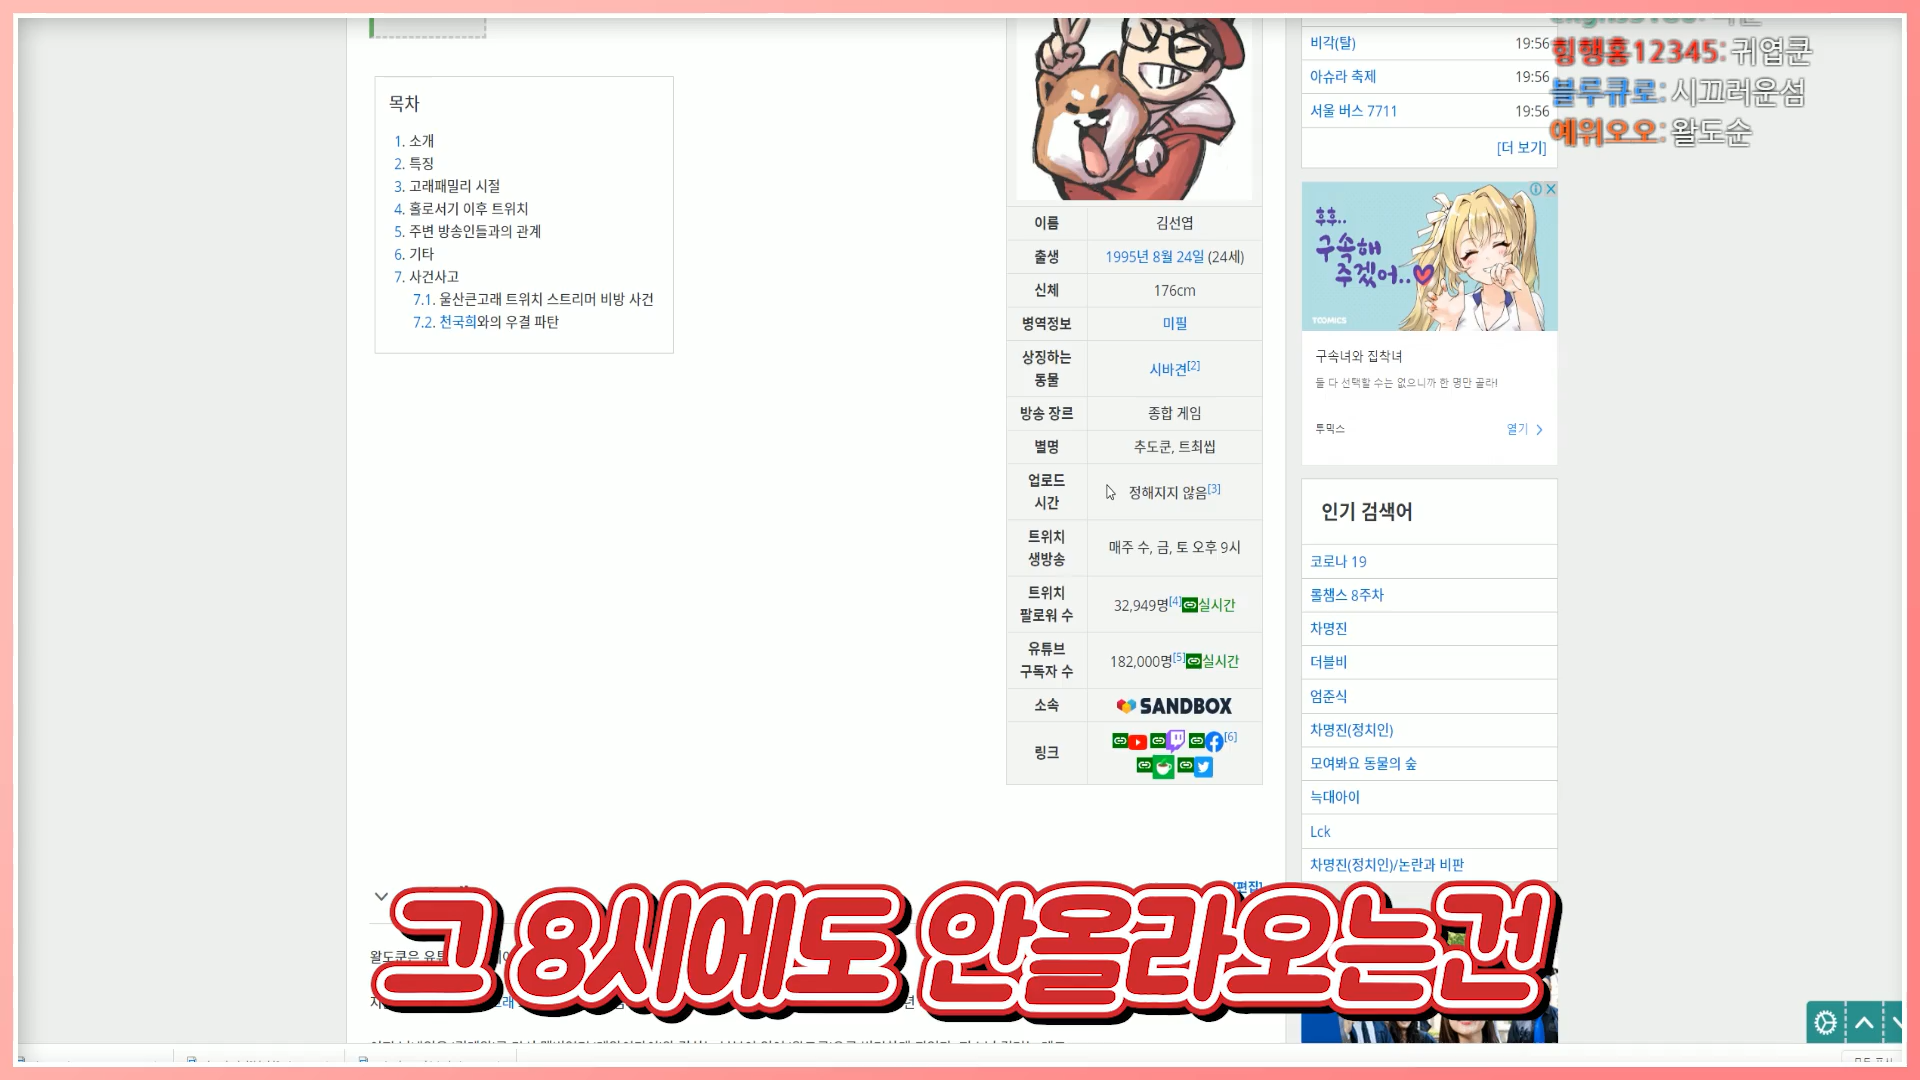 목차
1. 소개
2. 특징
3. 고래패밀리 시절
4. 홀로서기 이후 트위치
5. 주변 방송인들과의 관계
6. 기타
7. 사건사고
7.1. 울산큰고래 트위치 스트리머 비방 사건
7.2. 천국희와의 우결 파탄
이름 김선엽
출생 1995년 8월 24일 (24세)
신체 176cm
병역정보 미필
상징하는
동물
시바견[2]
방송 장르 종합 게임
별명 추도쿤, 트최씹
업로드
시간
정해지지 않음[3]
트위치
생방송
매주 수, 금, 토 오후 9시
트위치
팔로워 수
32,949명[4] 실시간
유튜브
구독자 수
182,000명[5] 실시간
소속 SANDBOX
링크
[6]
비각(탈) 19:56
아슈라 축제 19:56
서울 버스 7711 19:56
[더 보기]
힘행홍12345: 귀엽쿤
블루큐로: 시끄러운섬
예워오오: 왈도순
후후..
구속해
주겠어..
TOOMICS
구속녀와 집착녀
둘 다 선택할 수는 없으니까 한 명만 골라!
투믹스
열기
인기 검색어
코로나 19
롤챔스 8주차
차명진
더블비
엄준식
차명진(정치인)
모여봐요 동물의 숲
늑대아이
Lck
차명진(정치인)/논란과 비판
[편집]
왈도쿤은 유튜
그 8시에도 안올라오는건